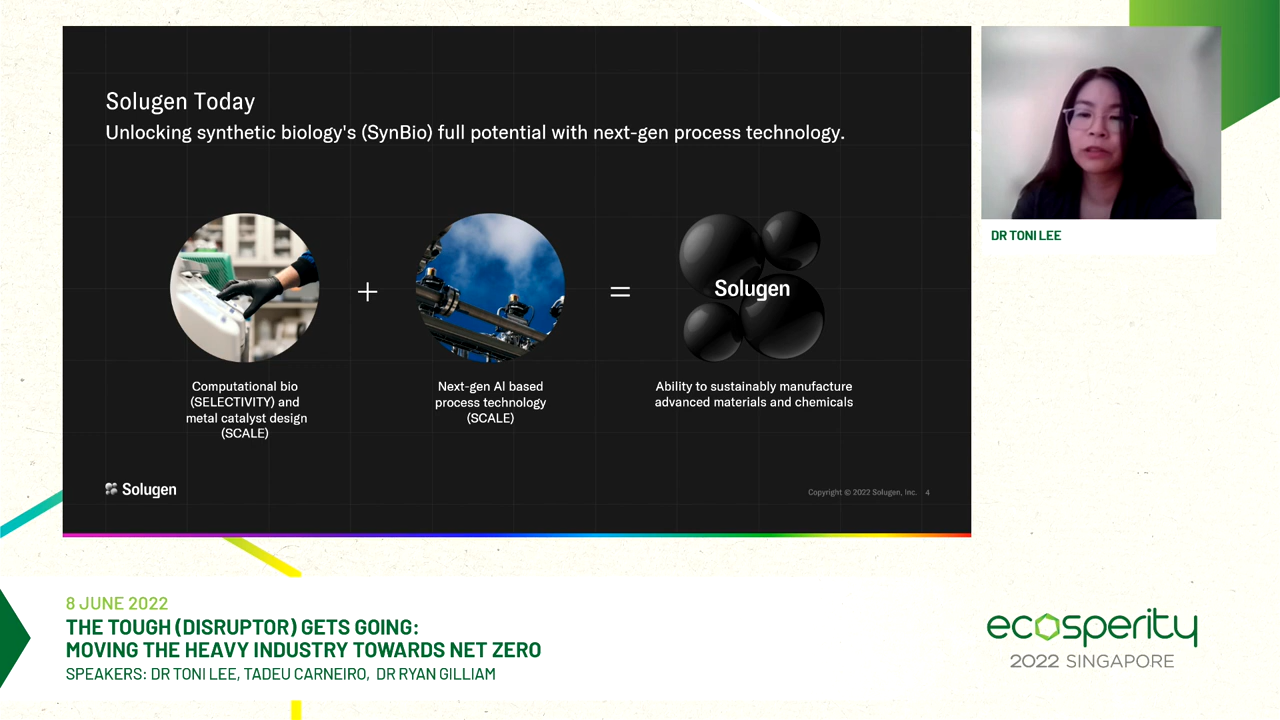 Solugen Today
Unlocking synthetic biology's (SynBio) full potential with next-gen process technology.
+
=
Solugen
Computational bio
(SELECTIVITY) and
metal catalyst design
(SCALE)
Next-gen AI based
process technology
(SCALE)
Ability to sustainably manufacture
advanced materials and chemicals
Solugen
Copyright © 2022 Solugen, Inc. 4
DR TONI LEE
8 JUNE 2022
THE TOUGH (DISRUPTOR) GETS GOING:
MOVING THE HEAVY INDUSTRY TOWARDS NET ZERO
SPEAKERS: DR TONI LEE, TADEU CARNEIRO, DR RYAN GILLIAM
ecosperity
2022 SINGAPORE